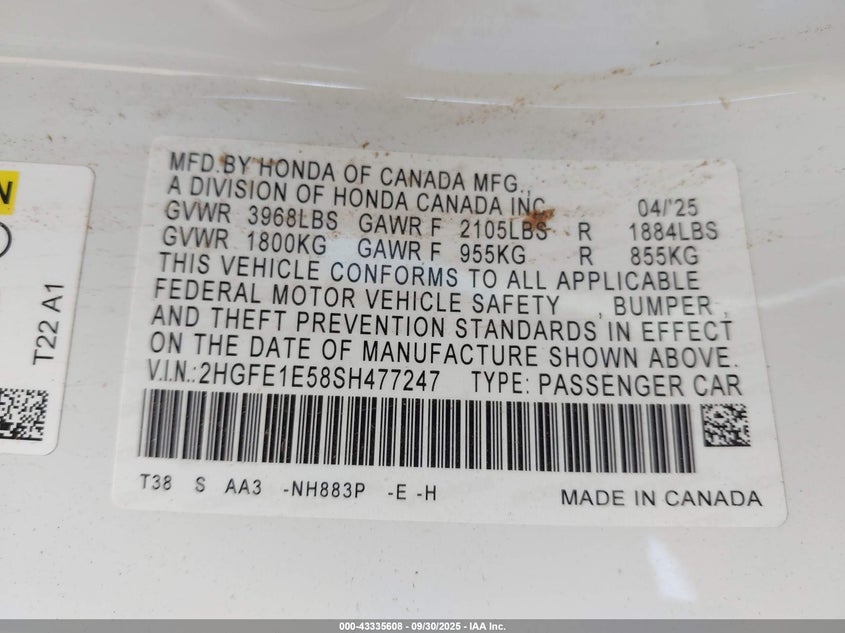 MFD.BY HONDA OF CANADA MFG.,
A DIVISION OF HONDA CANADA INC. 04/'25
GVWR 3968LBS GAWR F 2105LBS R 1884LBS
GVWR 1800KG GAWR F 955KG R 855KG
THIS VEHICLE CONFORMS TO ALL APPLICABLE
FEDERAL MOTOR VEHICLE SAFETY , BUMPER ,
AND THEFT PREVENTION STANDARDS IN EFFECT
ON THE DATE OF MANUFACTURE SHOWN ABOVE.
V.I.N.: 2HGFE1E58SH477247 TYPE: PASSENGER CAR
T38 S AA3 -NH883P -E -H MADE IN CANADA
N
T22 A1
000-43335608 - 09/30/2025 - IAA Inc.